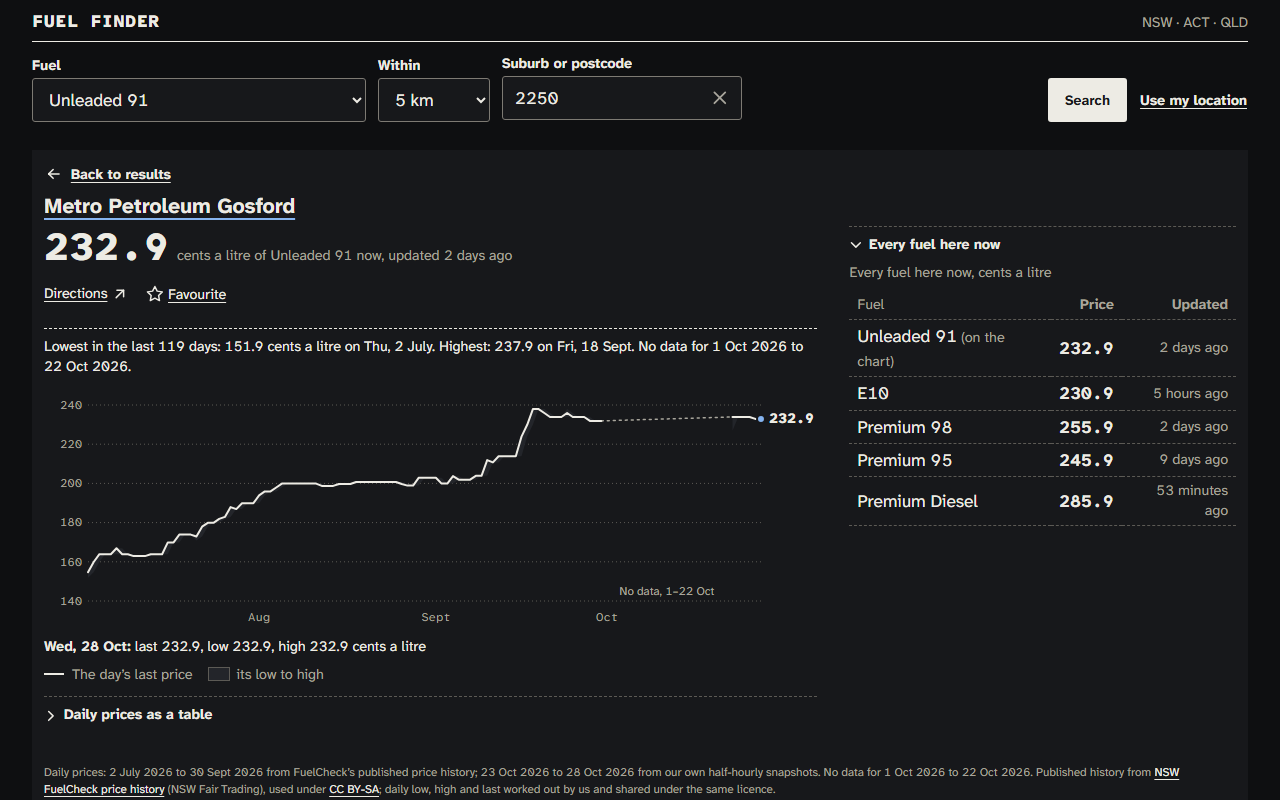 FUEL FINDER
NSW · ACT · QLD
Fuel
Within
Suburb or postcode
Unleaded 91
5 km
2250
Search
Use my location
Back to results
Metro Petroleum Gosford
232.9 cents a litre of Unleaded 91 now, updated 2 days ago
Directions
Favourite
Lowest in the last 119 days: 151.9 cents a litre on Thu, 2 July. Highest: 237.9 on Fri, 18 Sept. No data for 1 Oct 2026 to
22 Oct 2026.
240
220
200
180
160
140
232.9
No data, 1–22 Oct
Aug
Sept
Oct
Wed, 28 Oct: last 232.9, low 232.9, high 232.9 cents a litre
The day's last price
its low to high
Daily prices as a table
Every fuel here now
Every fuel here now, cents a litre
Fuel Price Updated
Unleaded 91 (on the
chart) 232.9 2 days ago
E10 230.9 5 hours ago
Premium 98 255.9 2 days ago
Premium 95 245.9 9 days ago
Premium Diesel 285.9 53 minutes
ago
Daily prices: 2 July 2026 to 30 Sept 2026 from FuelCheck's published price history; 23 Oct 2026 to 28 Oct 2026 from our own half-hourly snapshots. No data for 1 Oct 2026 to 22 Oct 2026. Published history from NSW
FuelCheck price history (NSW Fair Trading), used under CC BY-SA; daily low, high and last worked out by us and shared under the same licence.